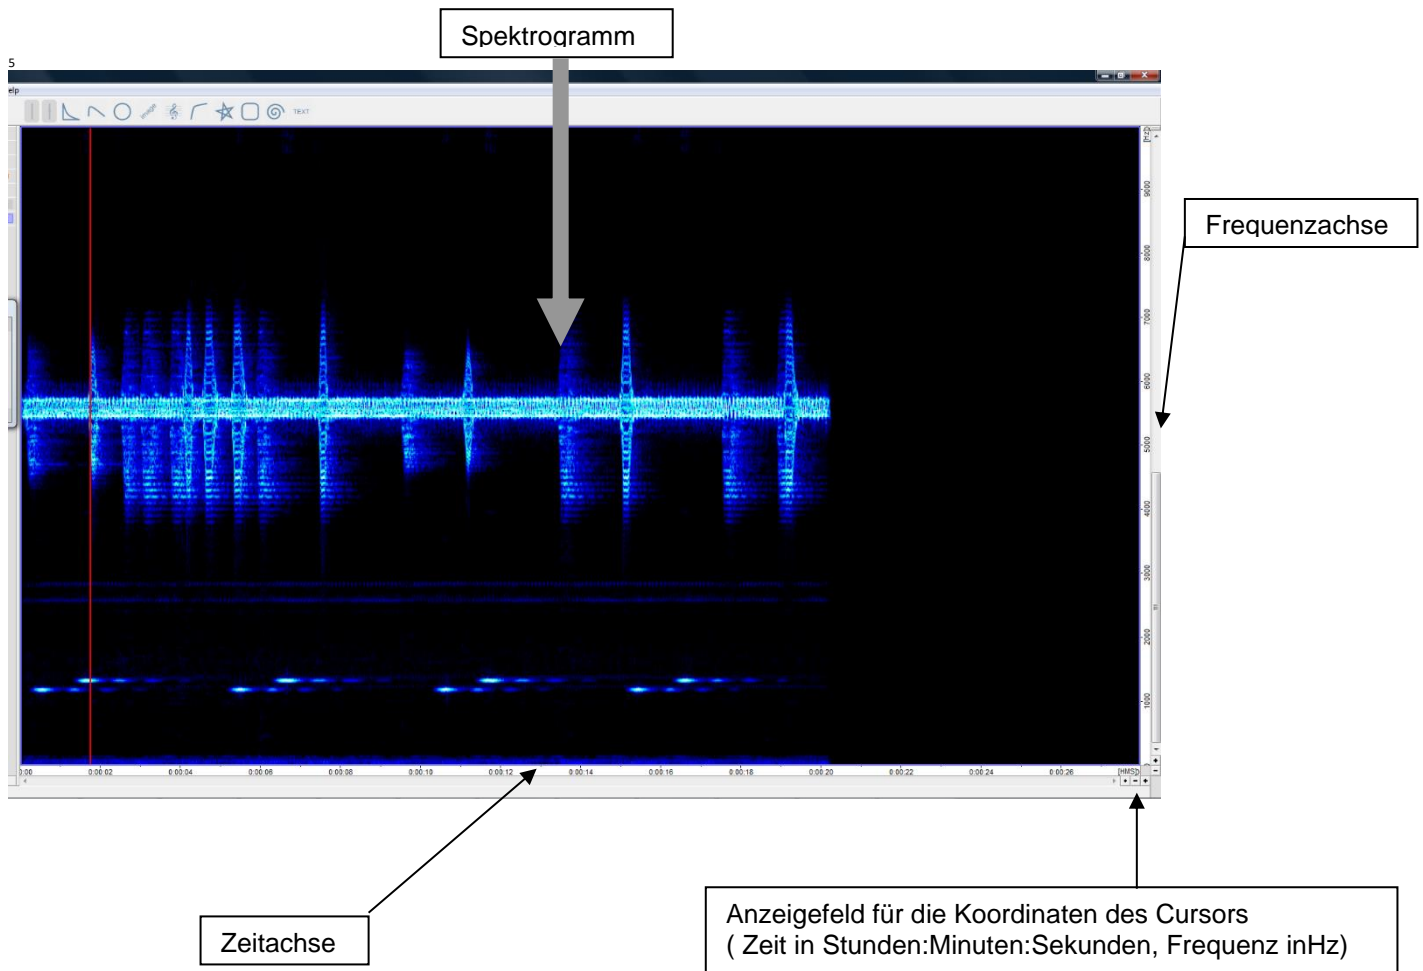 Spektrogramm
5
elp
TEXT
[Hz]
9000
8000
Frequenzachse
7000
6000
5000
4000
3000
2000
1000
0
0:00 0:00:02 0:00:04 0:00:06 0:00:08 0:00:10 0:00:12 0:00:14 0:00:16 0:00:18 0:00:20 0:00:22 0:00:24 0:00:26 [HMS]
Zeitachse
Anzeigefeld für die Koordinaten des Cursors
( Zeit in Stunden:Minuten:Sekunden, Frequenz inHz)